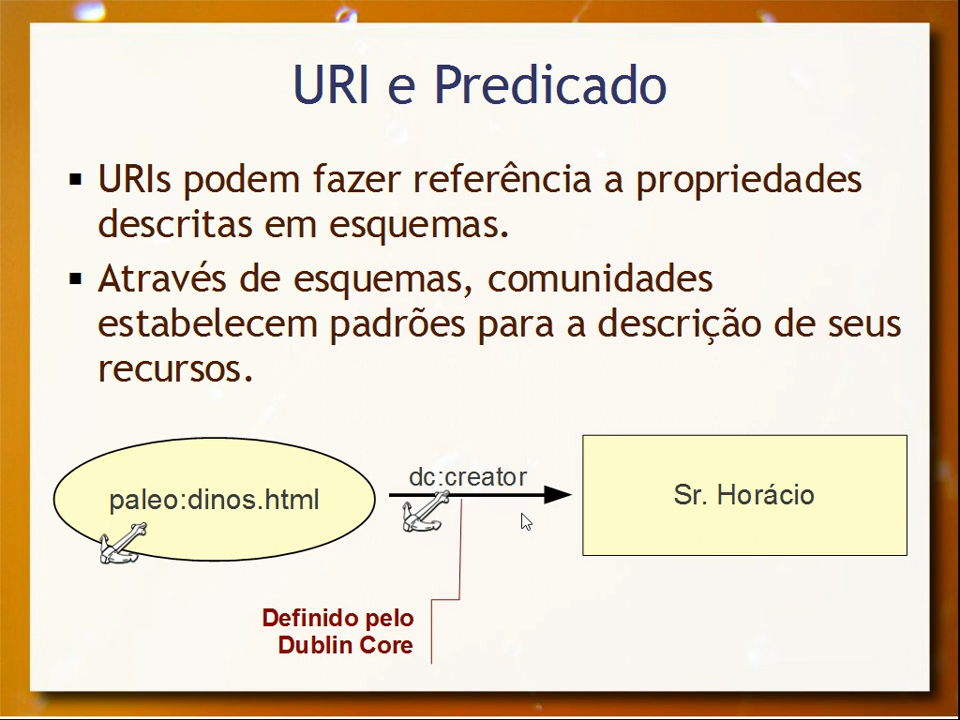 URI e Predicado
▪ URIs podem fazer referência a propriedades
descritas em esquemas.
▪ Através de esquemas, comunidades
estabelecem padrões para a descrição de seus
recursos.
paleo:dinos.html
dc:creator
Sr. Horácio
Definido pelo
Dublin Core